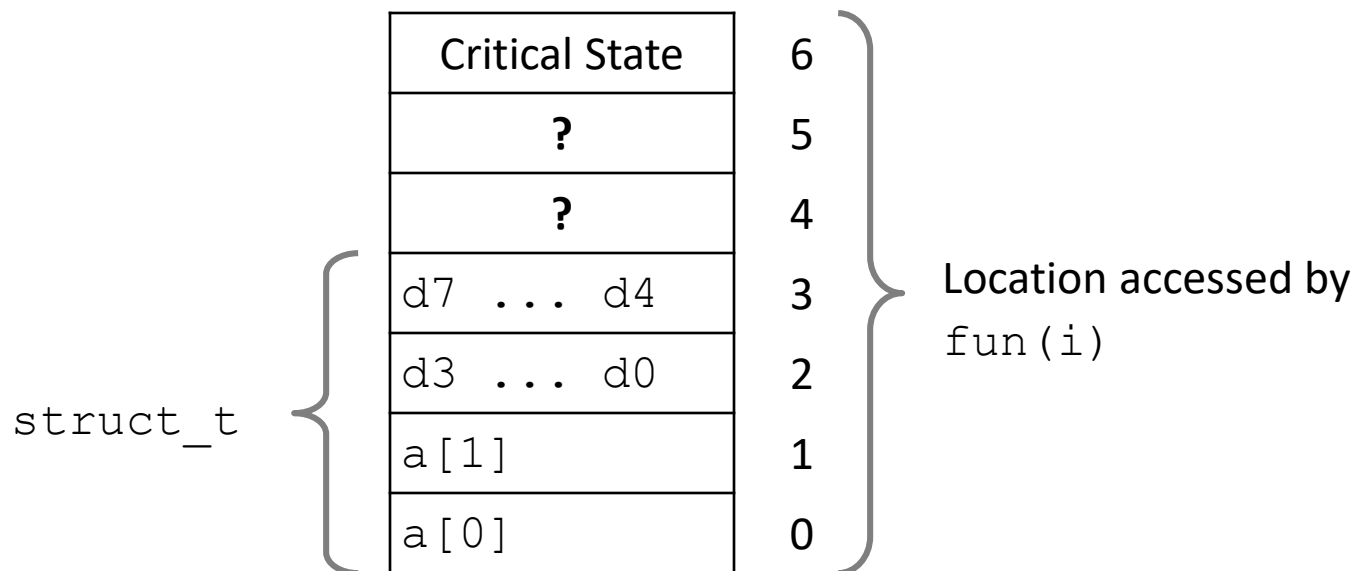 Critical State 6
? 5
? 4
d7 ... d4 3
d3 ... d0 2
a[1] 1
a[0] 0
struct_t
Location accessed by
fun(i)